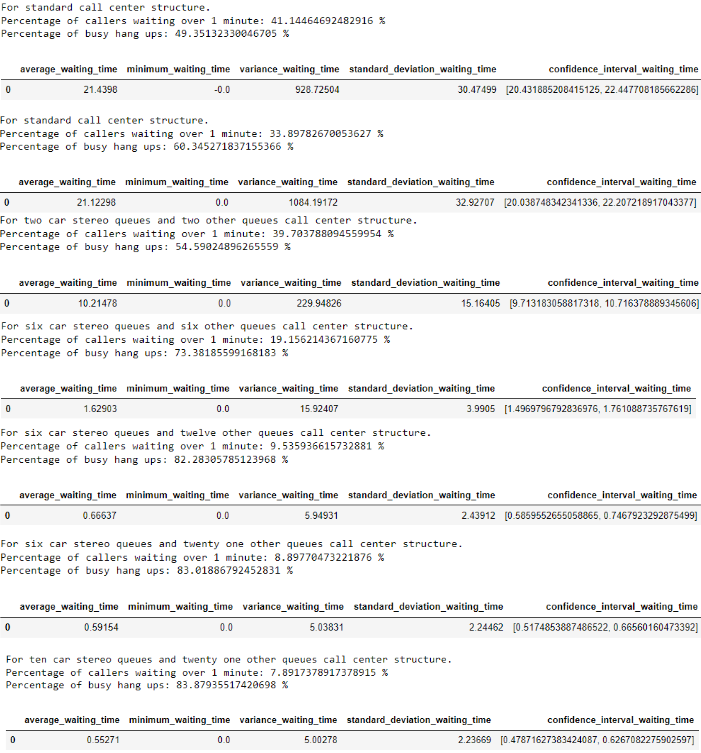 For standard call center structure.
Percentage of callers waiting over 1 minute: 41.14464692482916 %
Percentage of busy hang ups: 49.35132330046705 %
average_waiting_time minimum_waiting_time variance_waiting_time standard_deviation_waiting_time confidence_interval_waiting_time
0 21.4398 -0.0 928.72504 30.47499 [20.431885208415125, 22.447708185662286]
For standard call center structure.
Percentage of callers waiting over 1 minute: 33.89782670053627 %
Percentage of busy hang ups: 60.345271837155366 %
average_waiting_time minimum_waiting_time variance_waiting_time standard_deviation_waiting_time confidence_interval_waiting_time
0 21.12298 0.0 1084.19172 32.92707 [20.038748342341336, 22.207218917043377]
For two car stereo queues and two other queues call center structure.
Percentage of callers waiting over 1 minute: 39.703788094559954 %
Percentage of busy hang ups: 54.59024896265559 %
average_waiting_time minimum_waiting_time variance_waiting_time standard_deviation_waiting_time confidence_interval_waiting_time
0 10.21478 0.0 229.94826 15.16405 [9.713183058817318, 10.716378889345606]
For six car stereo queues and six other queues call center structure.
Percentage of callers waiting over 1 minute: 19.156214367160775 %
Percentage of busy hang ups: 73.38185599168183 %
average_waiting_time minimum_waiting_time variance_waiting_time standard_deviation_waiting_time confidence_interval_waiting_time
0 1.62903 0.0 15.92407 3.9905 [1.4969796792836976, 1.761088735767619]
For six car stereo queues and twelve other queues call center structure.
Percentage of callers waiting over 1 minute: 9.535936615732881 %
Percentage of busy hang ups: 82.28305785123968 %
average_waiting_time minimum_waiting_time variance_waiting_time standard_deviation_waiting_time confidence_interval_waiting_time
0 0.66637 0.0 5.94931 2.43912 [0.5859552655058865, 0.7467923292875499]
For six car stereo queues and twenty one other queues call center structure.
Percentage of callers waiting over 1 minute: 8.89770473221876 %
Percentage of busy hang ups: 83.01886792452831 %
average_waiting_time minimum_waiting_time variance_waiting_time standard_deviation_waiting_time confidence_interval_waiting_time
0 0.59154 0.0 5.03831 2.24462 [0.5174853887486522, 0.66560160473392]
For ten car stereo queues and twenty one other queues call center structure.
Percentage of callers waiting over 1 minute: 7.8917378917378915 %
Percentage of busy hang ups: 83.87935517420698 %
average_waiting_time minimum_waiting_time variance_waiting_time standard_deviation_waiting_time confidence_interval_waiting_time
0 0.55271 0.0 5.00278 2.23669 [0.47871627383424087, 0.6267082275902597]